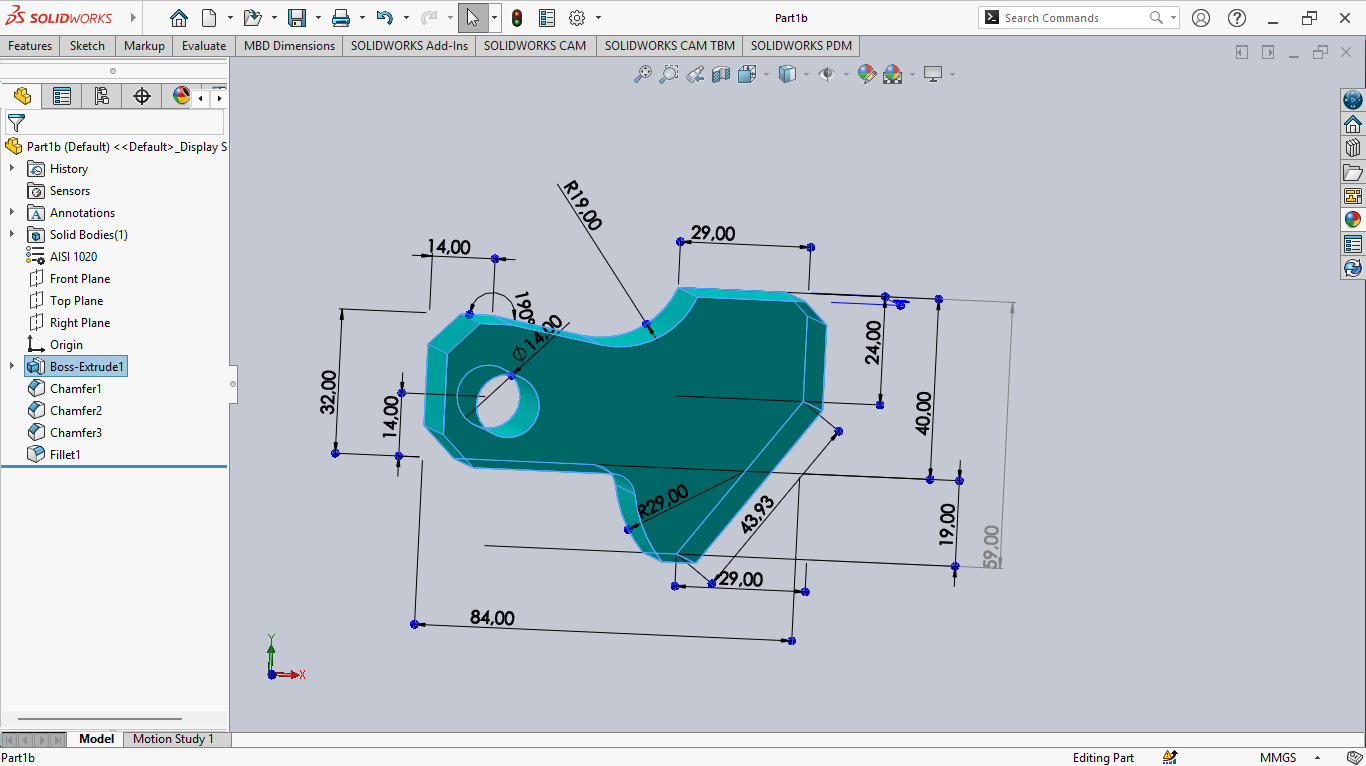 SOLIDWORKS
Part1b
Search Commands
Features
Sketch
Markup
Evaluate
MBD Dimensions
SOLIDWORKS Add-Ins
SOLIDWORKS CAM
SOLIDWORKS CAM TBM
SOLIDWORKS PDM
Part1b (Default) <<Default>_Display S
History
Sensors
Annotations
Solid Bodies(1)
AISI 1020
Front Plane
Top Plane
Right Plane
Origin
Boss-Extrude1
Chamfer1
Chamfer2
Chamfer3
Fillet1
R19,00
29,00
14,00
190°
⌀14,00
24,00
32,00
14,00
40,00
R29,00
43,93
19,00
59,00
29,00
84,00
Y
X
Model
Motion Study 1
Part1b
Editing Part
MMGS